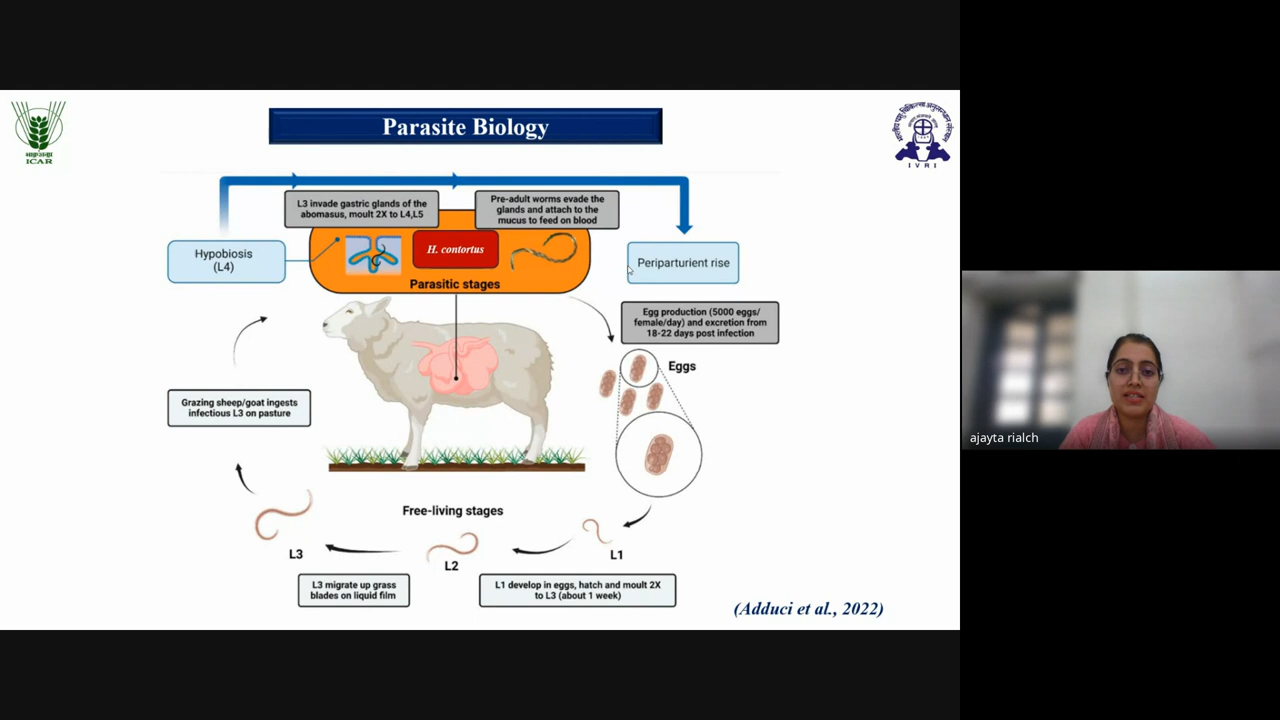 Parasite Biology
ICAR
IVRI
L3 invade gastric glands of the
abomasus, moult 2X to L4,L5
Pre-adult worms evade the
glands and attach to the
mucus to feed on blood
Hypobiosis
(L4)
H. contortus
Periparturient rise
Parasitic stages
Egg production (5000 eggs/
female/day) and excretion from
18-22 days post infection
Eggs
Grazing sheep/goat ingests
infectious L3 on pasture
ajayta rialch
Free-living stages
L3
L2
L1
L3 migrate up grass
blades on liquid film
L1 develop in eggs, hatch and moult 2X
to L3 (about 1 week)
(Adduci et al., 2022)